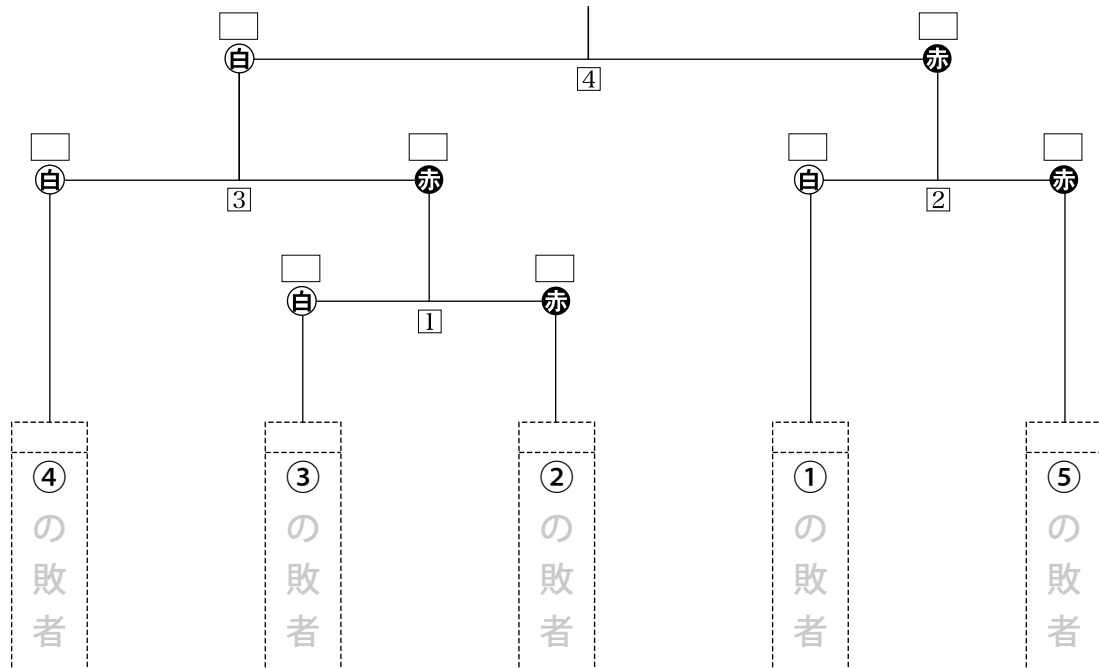 白 赤
4
白 赤 白 赤
3 2
白 赤
1
④の敗者
③の敗者
②の敗者
①の敗者
⑤の敗者